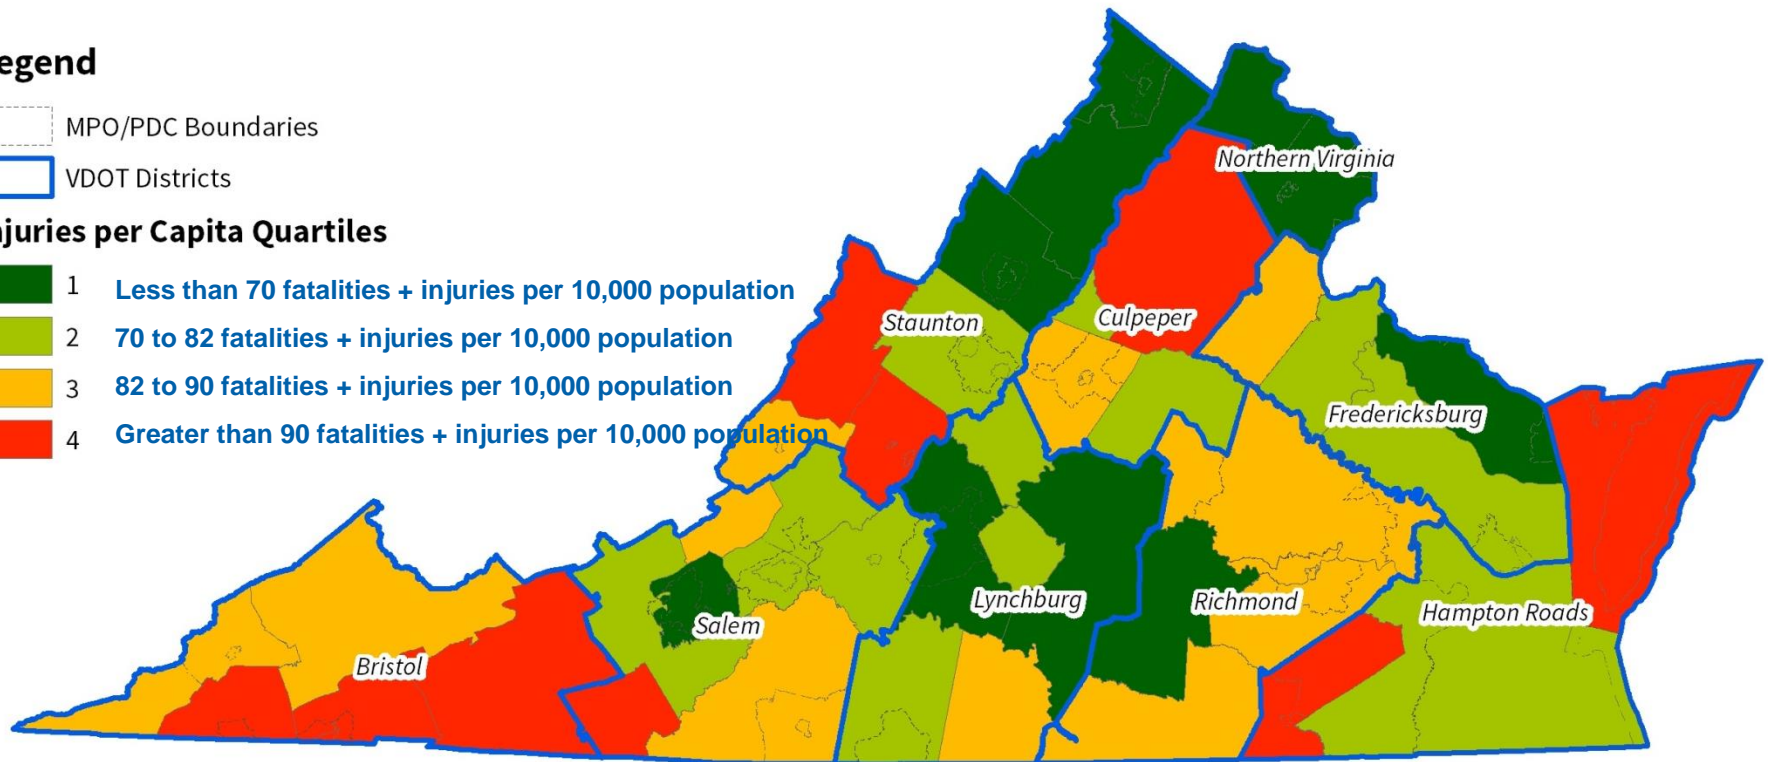 egend
MPO/PDC Boundaries
VDOT Districts
juries per Capita Quartiles
1 Less than 70 fatalities + injuries per 10,000 population
2 70 to 82 fatalities + injuries per 10,000 population
3 82 to 90 fatalities + injuries per 10,000 population
4 Greater than 90 fatalities + injuries per 10,000 population
Northern Virginia
Staunton
Culpeper
Fredericksburg
Lynchburg
Richmond
Hampton Roads
Salem
Bristol